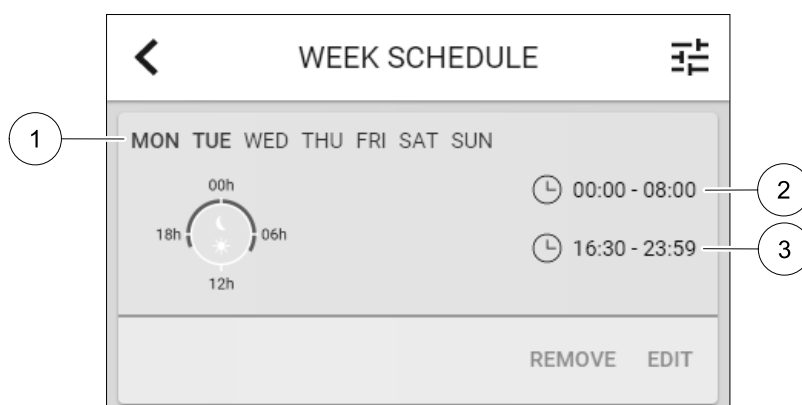 WEEK SCHEDULE
1
MON TUE WED THU FRI SAT SUN
00h
18h
06h
12h
00:00 - 08:00
2
16:30 - 23:59
3
REMOVE EDIT